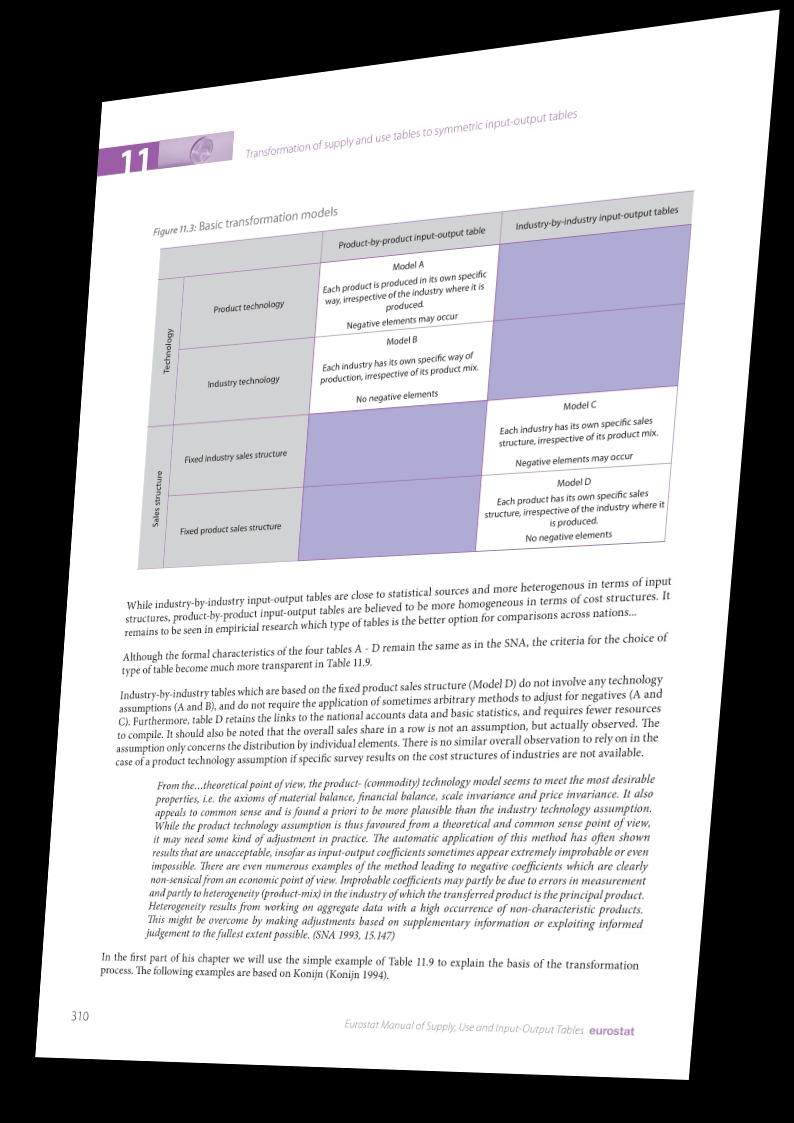 11
Transformation of supply and use tables to symmetric input-output tables
Figure 11.3: Basic transformation models
Product-by-product input-output table
Industry-by-industry input-output tables
Technology
Product technology
Model A
Each product is produced in its own specific
way, irrespective of the industry where it is
produced.
Negative elements may occur
Industry technology
Model B
Each industry has its own specific way of
production, irrespective of its product mix.
No negative elements
Sales structure
Fixed industry sales structure
Model C
Each industry has its own specific sales
structure, irrespective of its product mix.
Negative elements may occur
Fixed product sales structure
Model D
Each product has its own specific sales
structure, irrespective of the industry where it
is produced.
No negative elements
While industry-by-industry input-output tables are close to statistical sources and more heterogenous in terms of input
structures, product-by-product input-output tables are believed to be more homogeneous in terms of cost structures. It
remains to be seen in empiricial research which type of tables is the better option for comparisons across nations...
Although the formal characteristics of the four tables A - D remain the same as in the SNA, the criteria for the choice of
type of table become much more transparent in Table 11.9.
Industry-by-industry tables which are based on the fixed product sales structure (Model D) do not involve any technology
assumptions (A and B), and do not require the application of sometimes arbitrary methods to adjust for negatives (A and
C). Furthermore, table D retains the links to the national accounts data and basic statistics, and requires fewer resources
to compile. It should also be noted that the overall sales share in a row is not an assumption, but actually observed. The
assumption only concerns the distribution by individual elements. There is no similar overall observation to rely on in the
case of a product technology assumption if specific survey results on the cost structures of industries are not available.
From the...theoretical point of view, the product- (commodity) technology model seems to meet the most desirable
properties, i.e. the axioms of material balance, financial balance, scale invariance and price invariance. It also
appeals to common sense and is found a priori to be more plausible than the industry technology assumption.
While the product technology assumption is thus favoured from a theoretical and common sense point of view,
it may need some kind of adjustment in practice. The automatic application of this method has often shown
results that are unacceptable, insofar as input-output coefficients sometimes appear extremely improbable or even
impossible. There are even numerous examples of the method leading to negative coefficients which are clearly
non-sensical from an economic point of view. Improbable coefficients may partly be due to errors in measurement
and partly to heterogeneity (product-mix) in the industry of which the transferred product is the principal product.
Heterogeneity results from working on aggregate data with a high occurrence of non-characteristic products.
This might be overcome by making adjustments based on supplementary information or exploiting informed
judgement to the fullest extent possible. (SNA 1993, 15.147)
In the first part of his chapter we will use the simple example of Table 11.9 to explain the basis of the transformation
process. The following examples are based on Konijn (Konijn 1994).
310
Eurostat Manual of Supply, Use and Input-Output Tables eurostat